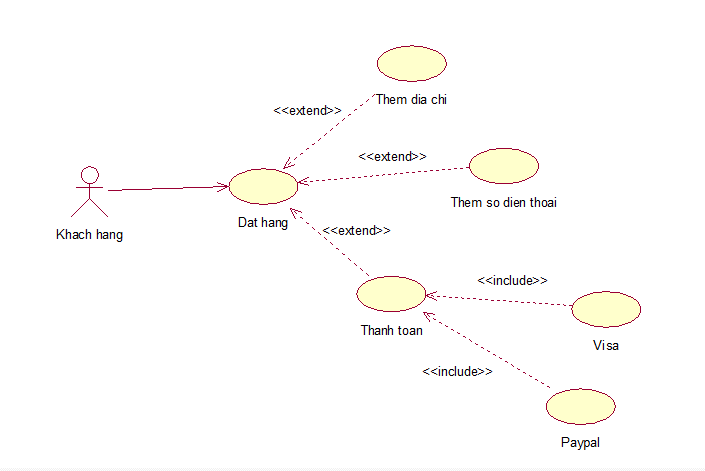 Them dia chi
<<extend>>
<<extend>>
Them so dien thoai
Khach hang
Dat hang
<<extend>>
<<include>>
Thanh toan
Visa
<<include>>
Paypal